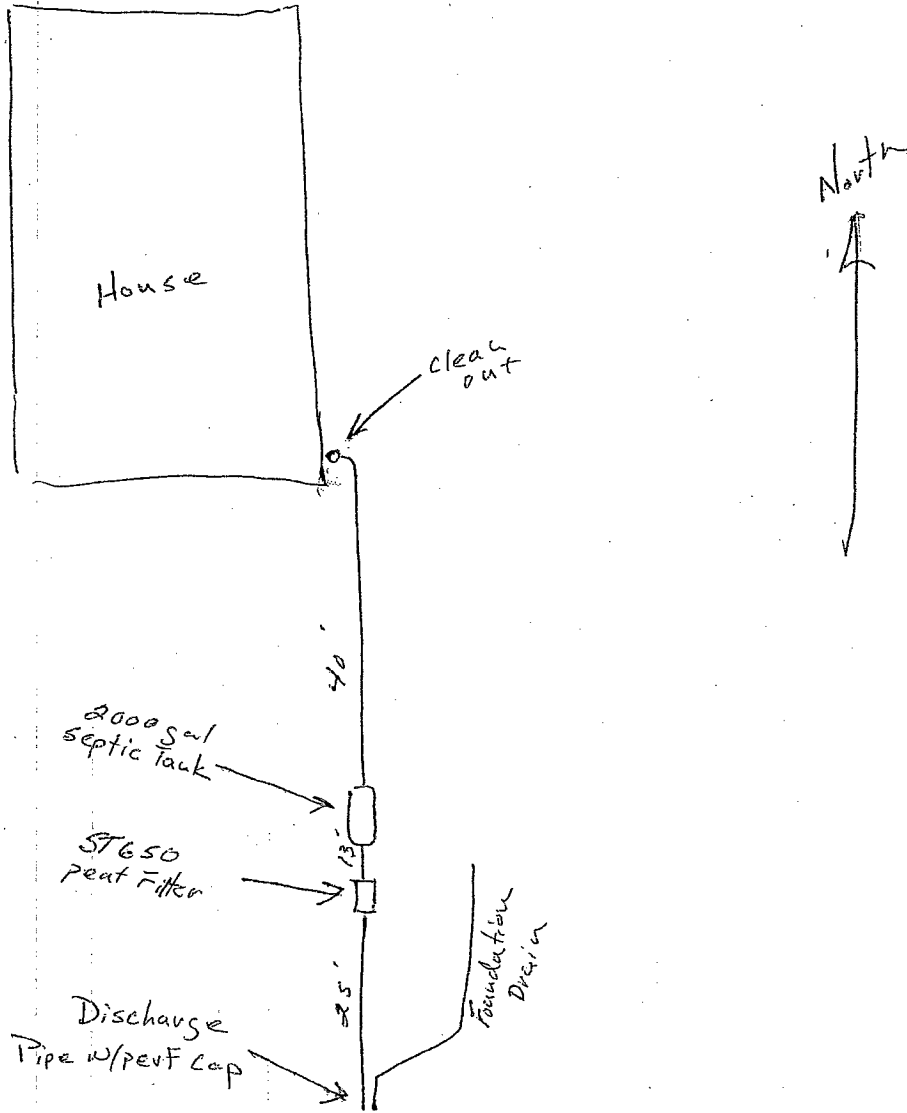 North
House
clean
out
40'
2000 gal
septic Tank
13'
ST650
peat Filter
25'
Foundation
Drain
Discharge
Pipe w/perf cap